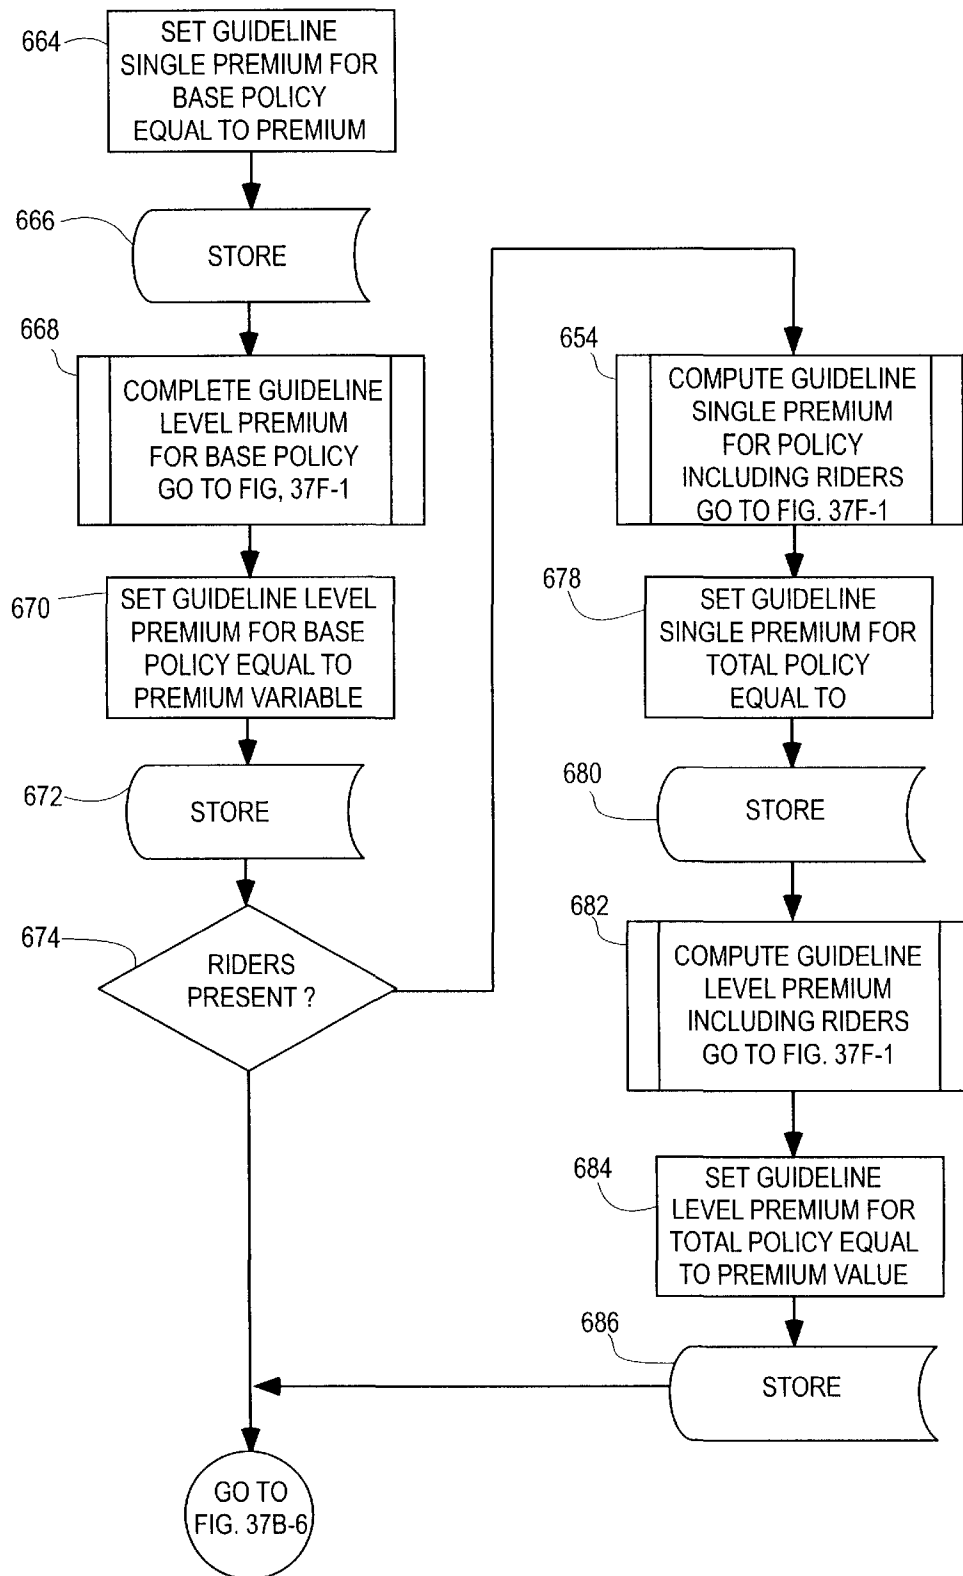 664
SET GUIDELINE
SINGLE PREMIUM FOR
BASE POLICY
EQUAL TO PREMIUM
666
STORE
668
COMPLETE GUIDELINE
LEVEL PREMIUM
FOR BASE POLICY
GO TO FIG, 37F-1
670
SET GUIDELINE LEVEL
PREMIUM FOR BASE
POLICY EQUAL TO
PREMIUM VARIABLE
672
STORE
674
RIDERS
PRESENT ?
654
COMPUTE GUIDELINE
SINGLE PREMIUM
FOR POLICY
INCLUDING RIDERS
GO TO FIG. 37F-1
678
SET GUIDELINE
SINGLE PREMIUM FOR
TOTAL POLICY
EQUAL TO
680
STORE
682
COMPUTE GUIDELINE
LEVEL PREMIUM
INCLUDING RIDERS
GO TO FIG. 37F-1
684
SET GUIDELINE
LEVEL PREMIUM FOR
TOTAL POLICY EQUAL
TO PREMIUM VALUE
686
STORE
GO TO
FIG. 37B-6